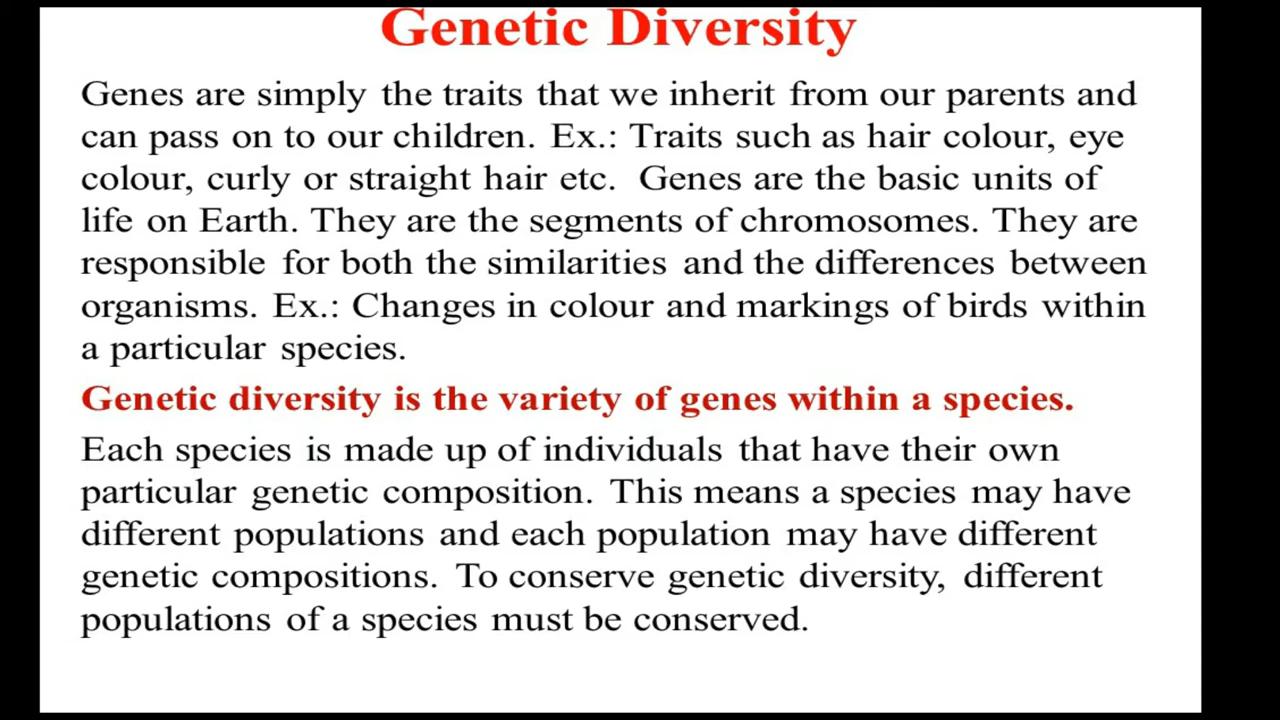 Genetic Diversity
Genes are simply the traits that we inherit from our parents and
can pass on to our children. Ex.: Traits such as hair colour, eye
colour, curly or straight hair etc. Genes are the basic units of
life on Earth. They are the segments of chromosomes. They are
responsible for both the similarities and the differences between
organisms. Ex.: Changes in colour and markings of birds within
a particular species.
Genetic diversity is the variety of genes within a species.
Each species is made up of individuals that have their own
particular genetic composition. This means a species may have
different populations and each population may have different
genetic compositions. To conserve genetic diversity, different
populations of a species must be conserved.